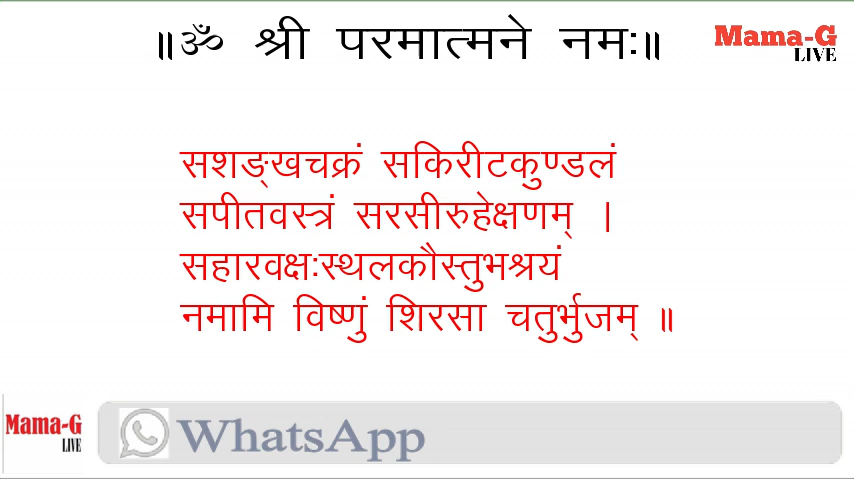 ॥ॐ श्री परमात्मने नमः॥
Mama-G
LIVE
सशङ्खचक्रं सकिरीटकुण्डलं
सपीतवस्त्रं सरसीरुहेक्षणम् ।
सहारवक्षःस्थलकौस्तुभश्रयं
नमामि विष्णुं शिरसा चतुर्भुजम् ॥
Mama-G
LIVE
WhatsApp